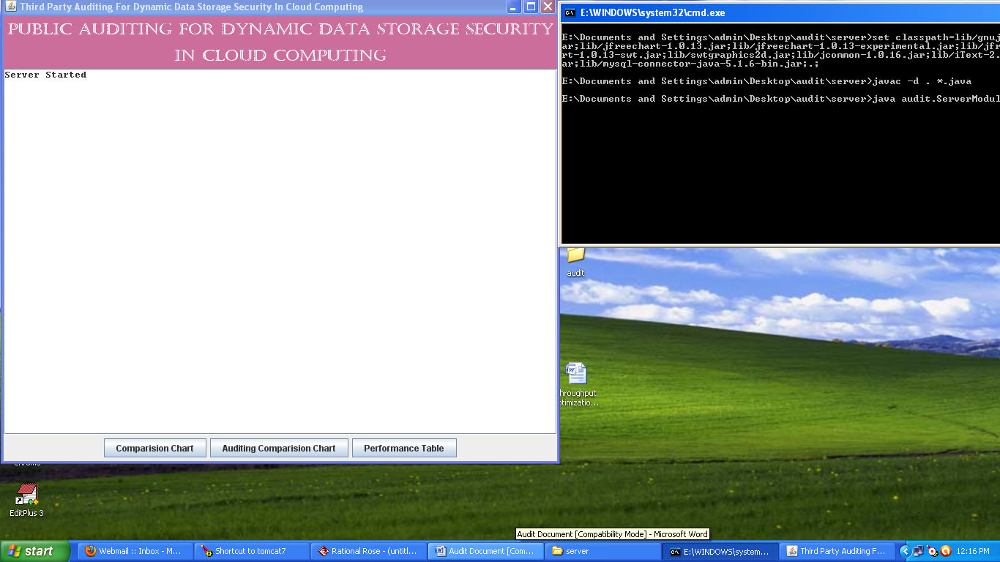 Third Party Auditing For Dynamic Data Storage Security In Cloud Computing
PUBLIC AUDITING FOR DYNAMIC DATA STORAGE SECURITY
IN CLOUD COMPUTING
Server Started
Comparision Chart
Auditing Comparision Chart
Performance Table
E:\WINDOWS\system32\cmd.exe
E:\Documents and Settings\admin\Desktop\audit\server>set classpath=lib/gnuj
ar;lib/jfreechart-1.0.13.jar;lib/jfreechart-1.0.13-experimental.jar;lib/jfr
rt-1.0.13-swt.jar;lib/swtgraphics2d.jar;lib/jcommon-1.0.16.jar;lib/iText-2.
ar;lib/mysql-connector-java-5.1.6-bin.jar;.;
E:\Documents and Settings\admin\Desktop\audit\server>javac -d . *.java
E:\Documents and Settings\admin\Desktop\audit\server>java audit.ServerModul
audit
hroughput
otimizatio...
Chrome
EditPlus 3
Audit Document [Compatibility Mode] - Microsoft Word
start
Webmail :: Inbox - M...
Shortcut to tomcat7
Rational Rose - (untitl...
Audit Document [Com...
server
E:\WINDOWS\system...
Third Party Auditing F...
12:16 PM